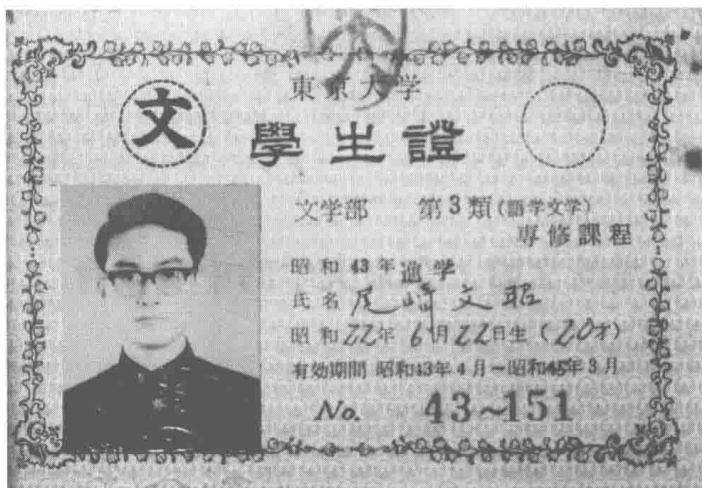 東京大学
文
學生證
文学部 第3類(語学文学)
専修課程
昭和43年進学
氏名 尾崎文昭
昭和22年6月22日生(20才)
有効期間 昭和43年4月~昭和45年3月
No. 43~151